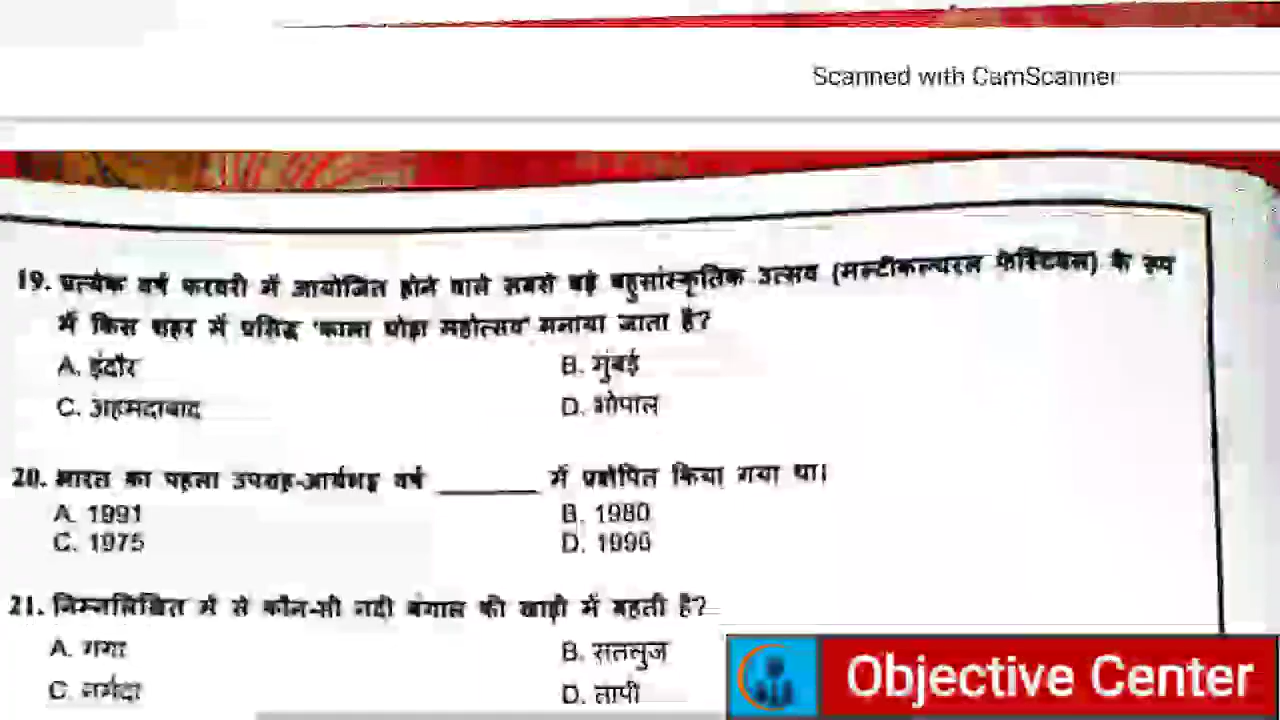 Scanned with CamScanner
19. प्रत्येक वर्ष फरवरी में आयोजित होने वाले सबसे बड़े बहुसांस्कृतिक उत्सव (मल्टीकल्चरल फेस्टिवल) के रूप
में किस शहर में प्रसिद्ध 'काला घोड़ा महोत्सव' मनाया जाता है?
A. इंदौर B. मुंबई
C. अहमदाबाद D. भोपाल
20. भारत का पहला उपग्रह-आर्यभट्ट वर्ष ________ में प्रक्षेपित किया गया था।
A. 1991 B. 1980
C. 1975 D. 1990
21. निम्नलिखित में से कौन-सी नदी बंगाल की खाड़ी में बहती है?
A. गंगा B. सतलुज
C. नर्मदा D. तापी
Objective Center